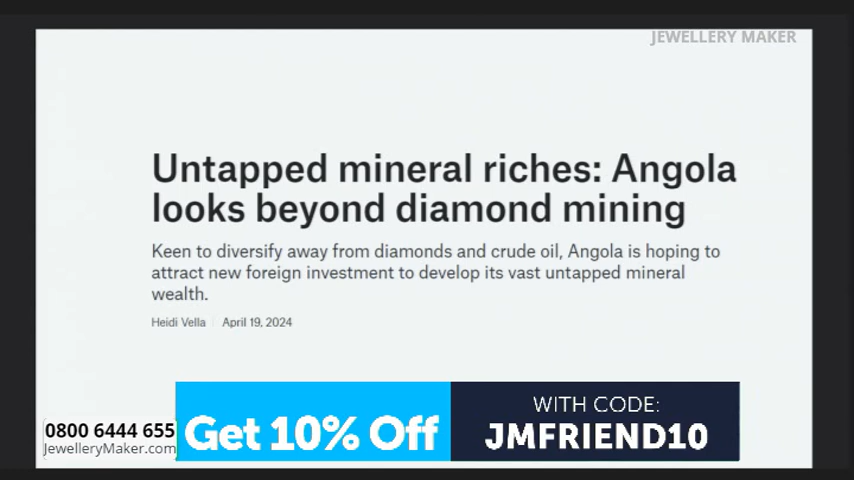 JEWELLERY MAKER
Untapped mineral riches: Angola
looks beyond diamond mining
Keen to diversify away from diamonds and crude oil, Angola is hoping to
attract new foreign investment to develop its vast untapped mineral
wealth.
Heidi Vella | April 19, 2024
0800 6444 655
JewelleryMaker.com
Get 10% Off
WITH CODE:
JMFRIEND10